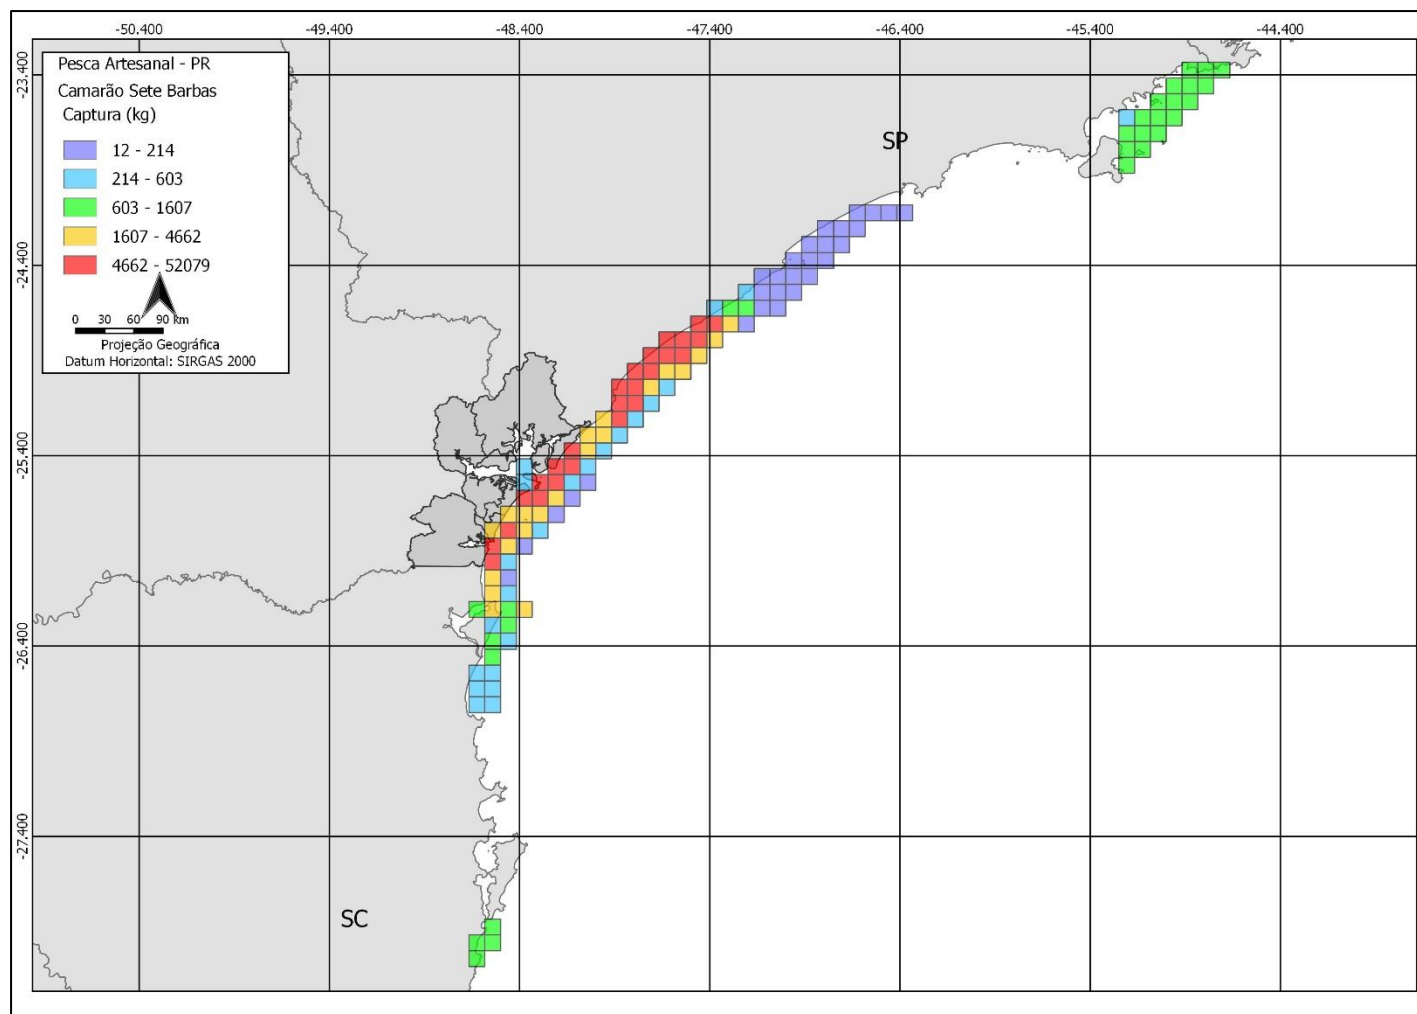 -50.400 -49.400 -48.400 -47.400 -46.400 -45.400 -44.400
Pesca Artesanal - PR
Camarão Sete Barbas
Captura (kg)
12 - 214
214 - 603
603 - 1607
1607 - 4662
4662 - 52079
0 30 60 90 km
Projeção Geográfica
Datum Horizontal: SIRGAS 2000
-23.400
-24.400
-25.400
-26.400
-27.400
SP
SC